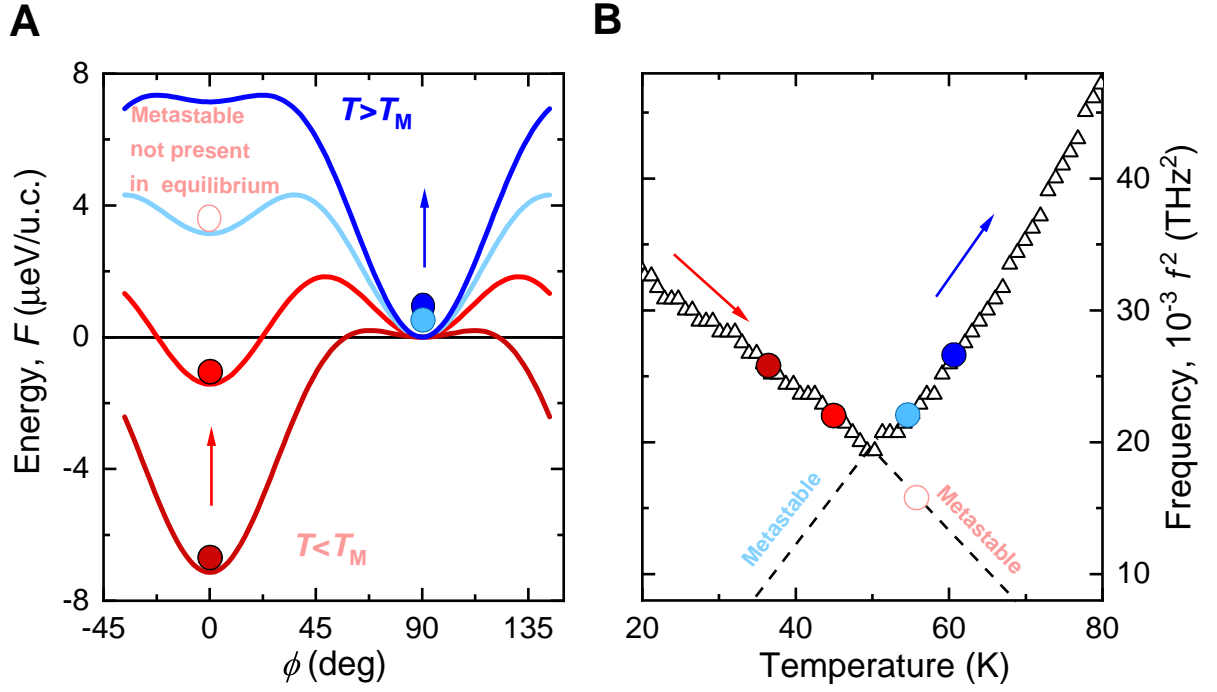 A
B
8
4
0
-4
-8
Energy, F (μeV/u.c.)
Metastable
not present
in equilibrium
T>TM
T<TM
-45
0
45
90
135
ϕ (deg)
Metastable
Metastable
20
40
60
80
Temperature (K)
40
30
20
10
Frequency, 10⁻³ f² (THz²)